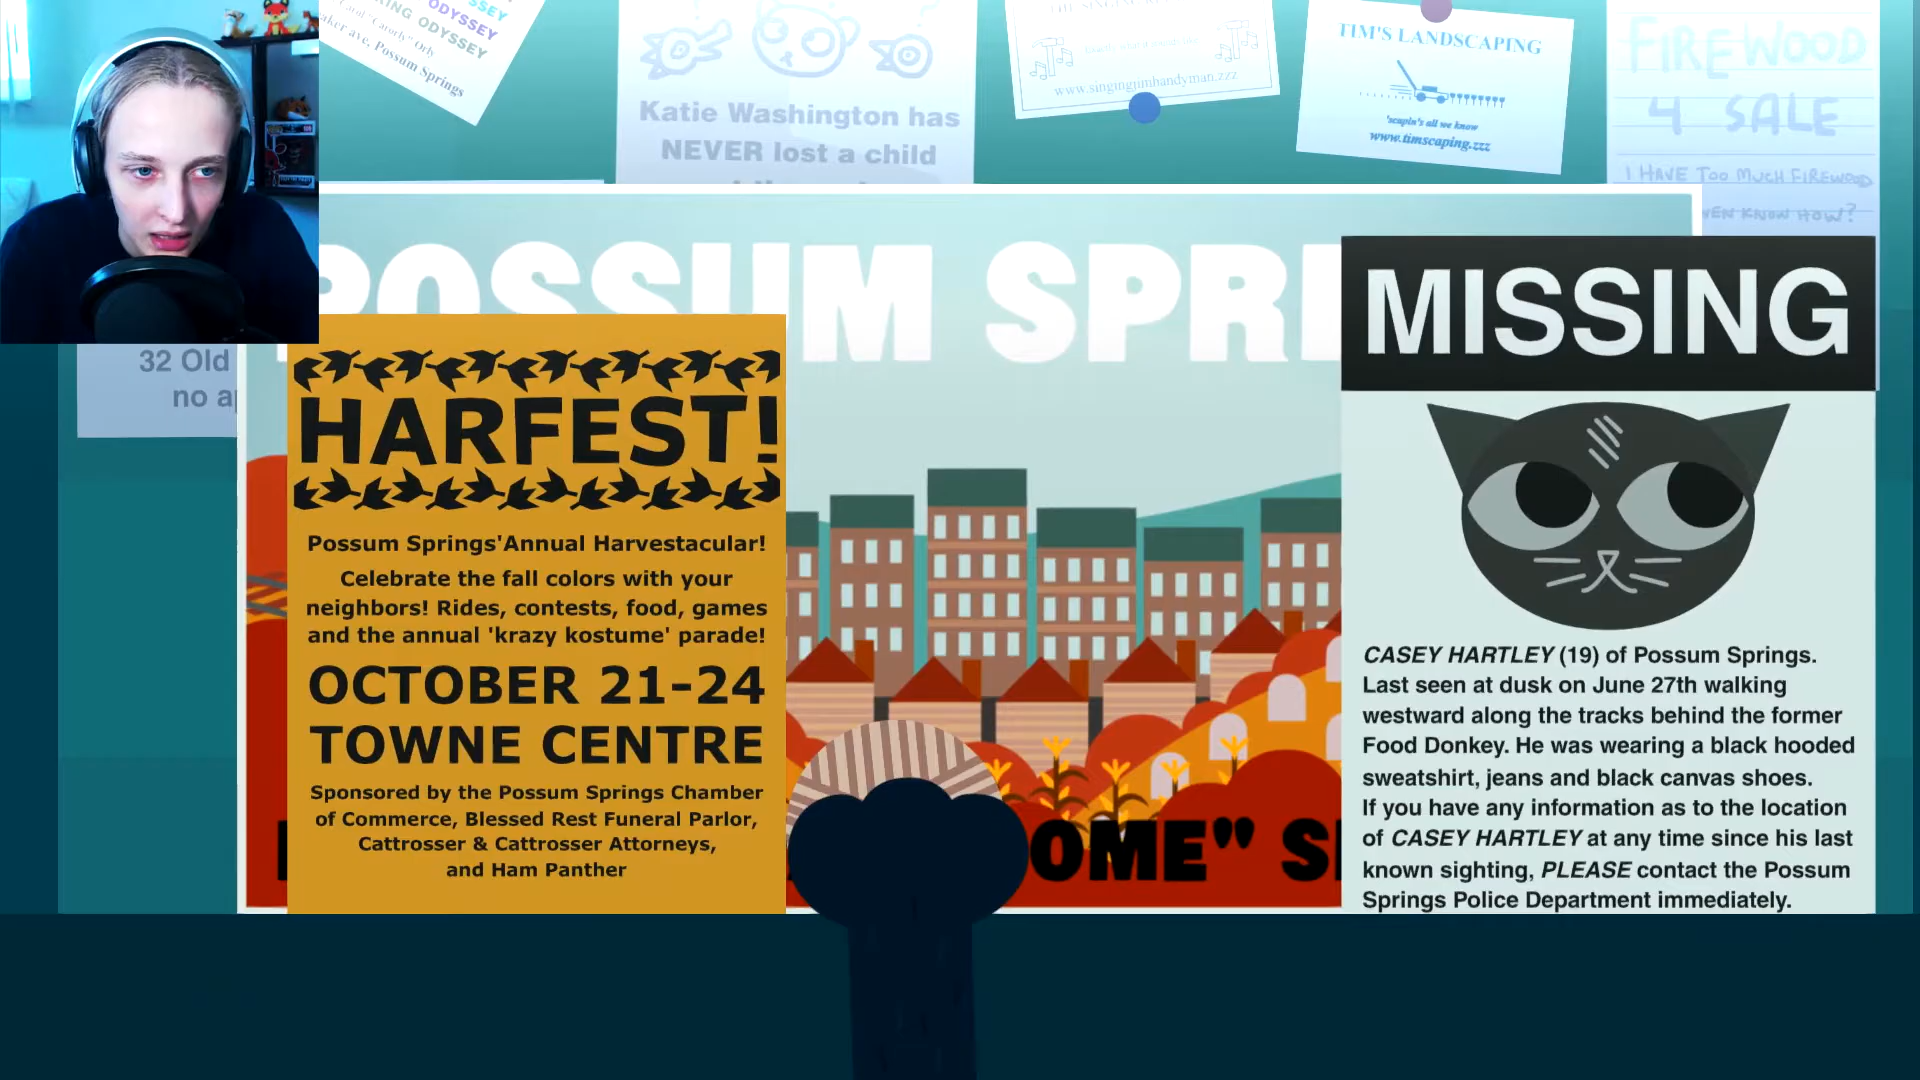 SSEY
ODYSSEY
KING ODYSSEY
Possum Springs
Katie Washington has
NEVER lost a child
www.singingjimhandyman.zzz
TIM'S LANDSCAPING
'scapin's all we know
www.timscaping.zzz
FIREWOOD
4 SALE
I HAVE TOO MUCH FIREWOOD
KNOW HOW?
32 Old
no
POSSUM SPRI
HARFEST!
Possum Springs'Annual Harvestacular!
Celebrate the fall colors with your
neighbors! Rides, contests, food, games
and the annual 'krazy kostume' parade!
OCTOBER 21-24
TOWNE CENTRE
Sponsored by the Possum Springs Chamber
of Commerce, Blessed Rest Funeral Parlor,
Cattrosser & Cattrosser Attorneys,
and Ham Panther
OME" S
MISSING
CASEY HARTLEY (19) of Possum Springs.
Last seen at dusk on June 27th walking
westward along the tracks behind the former
Food Donkey. He was wearing a black hooded
sweatshirt, jeans and black canvas shoes.
If you have any information as to the location
of CASEY HARTLEY at any time since his last
known sighting, PLEASE contact the Possum
Springs Police Department immediately.